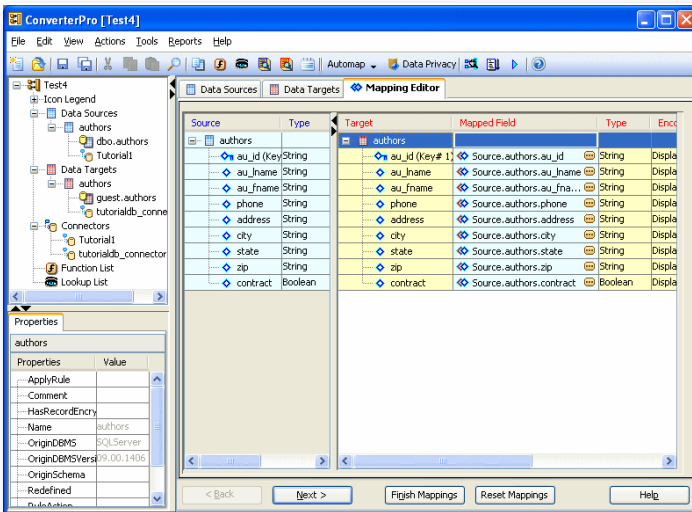 ConverterPro [Test4]
File Edit View Actions Tools Reports Help
Automap Data Privacy
Test4
Icon Legend
Data Sources
authors
dbo.authors
Tutorial1
Data Targets
authors
guest.authors
tutorialdb_conne
Connectors
Tutorial1
tutorialdb_connector
Function List
Lookup List
Properties
authors
Properties Value
ApplyRule
Comment
HasRecordEncry
Name authors
OriginDBMS SQLServer
OriginDBMSVersi 09.00.1406
OriginSchema
Redefined
RuleAction
Data Sources Data Targets Mapping Editor
Source Type
authors
au_id (Key String
au_lname String
au_fname String
phone String
address String
city String
state String
zip String
contract Boolean
Target Mapped Field Type Enco
authors
au_id (Key# 1) Source.authors.au_id String Displa
au_lname Source.authors.au_lname String Displa
au_fname Source.authors.au_fna... String Displa
phone Source.authors.phone String Displa
address Source.authors.address String Displa
city Source.authors.city String Displa
state Source.authors.state String Displa
zip Source.authors.zip String Displa
contract Source.authors.contract Boolean Displa
< Back Next > Finish Mappings Reset Mappings Help